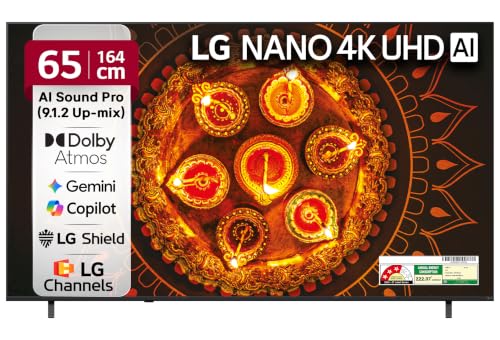 65 164 cm
LG NANO 4K UHD AI
AI Sound Pro
(9.1.2 Up-mix)
Dolby
Atmos
Gemini
Copilot
LG Shield
LG
Channels